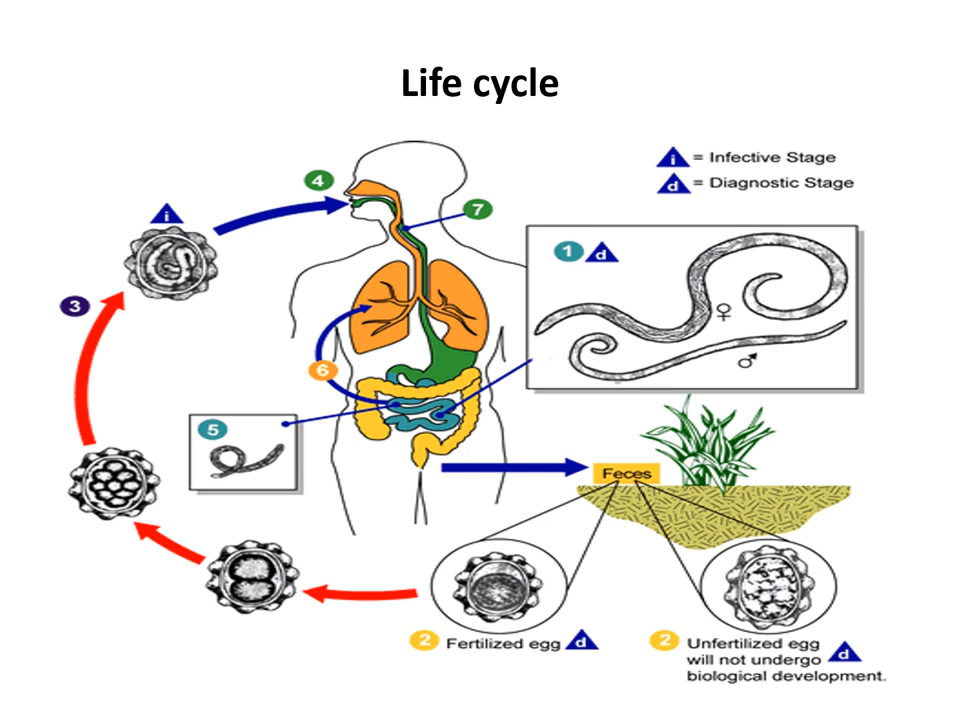 Life cycle
i = Infective Stage
d = Diagnostic Stage
4
i
7
1 d
♀
3
♂
6
5
Feces
2 Fertilized egg d
2 Unfertilized egg
will not undergo d
biological development.